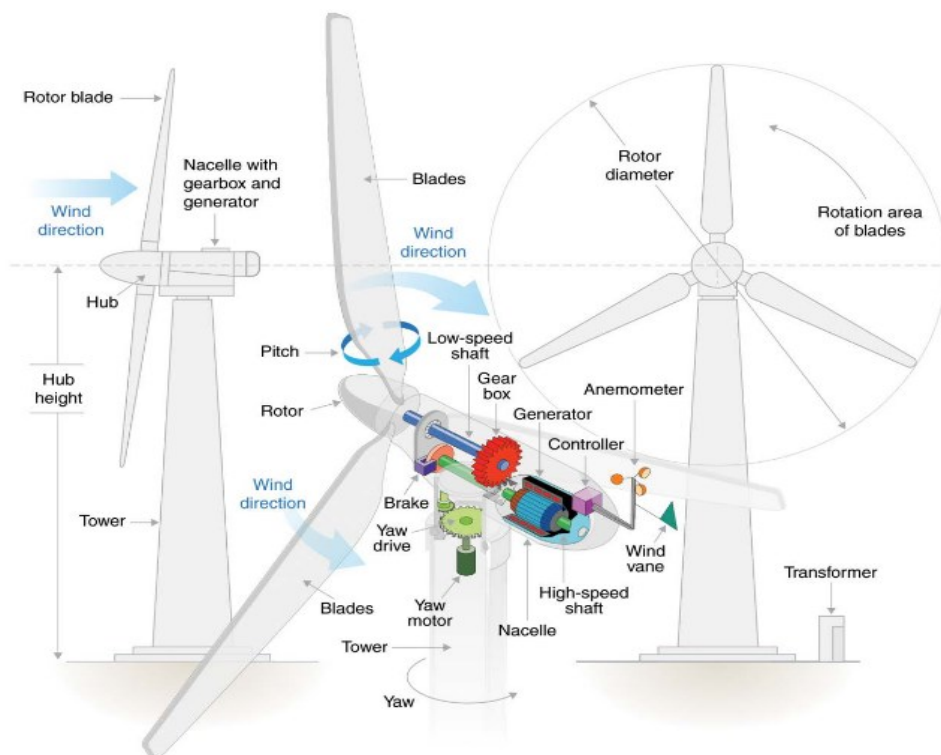 Rotor blade
Nacelle with
gearbox and
generator
Wind
direction
Hub
Hub
height
Tower
Blades
Wind
direction
Pitch
Low-speed
shaft
Gear
box
Rotor
Generator
Controller
Anemometer
Wind
direction
Brake
Yaw
drive
Yaw
motor
Blades
Tower
Yaw
Nacelle
High-speed
shaft
Wind
vane
Rotor
diameter
Rotation area
of blades
Transformer